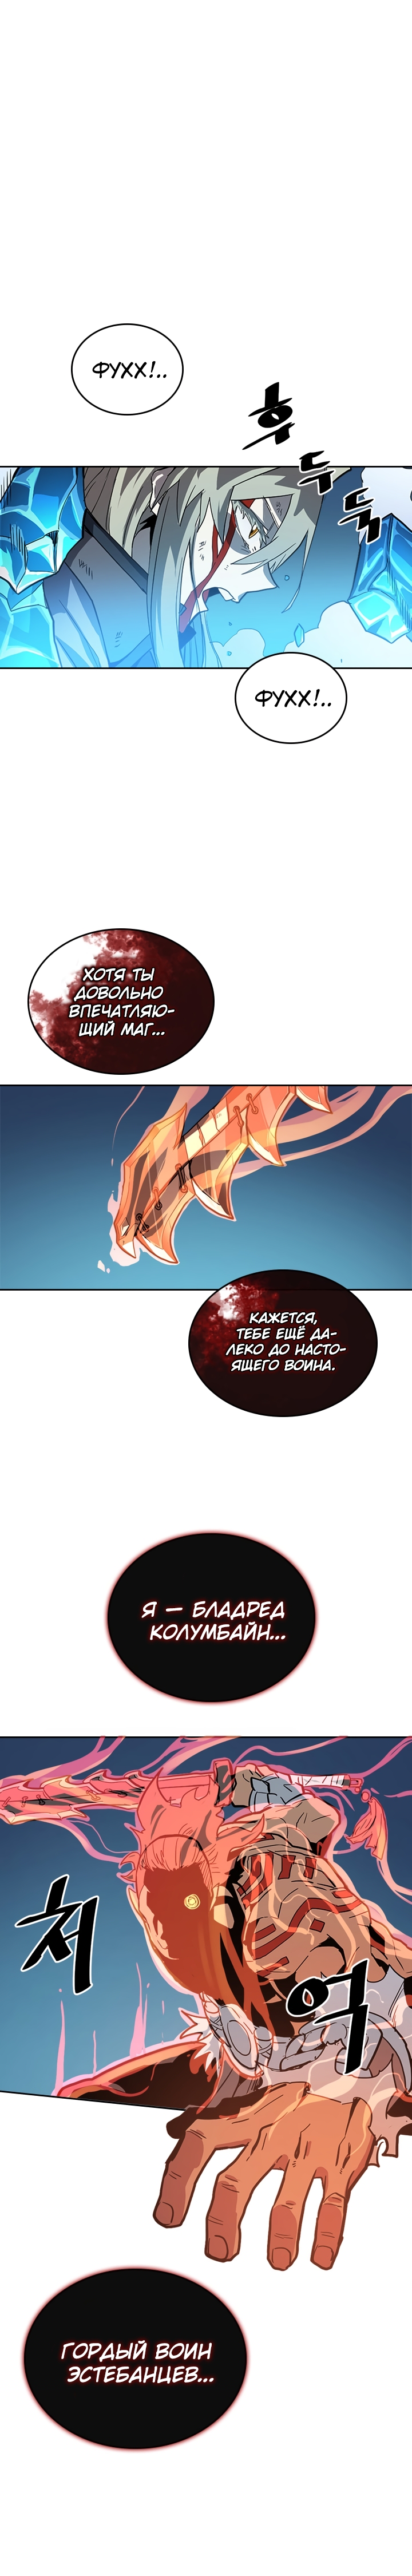 ФУХХ!..
후
두
두
ФУХХ!..
ХОТЯ ТЫ
ДОВОЛЬНО
ВПЕЧАТЛЯЮ-
ЩИЙ МАГ...
КАЖЕТСЯ,
ТЕБЕ ЕЩЁ ДА-
ЛЕКО ДО НАСТО-
ЯЩЕГО ВОИНА.
Я — БЛАДРЕД
КОЛУМБАЙН...
처
억
ГОРДЫЙ ВОИН
ЭСТЕБАНЦЕВ...